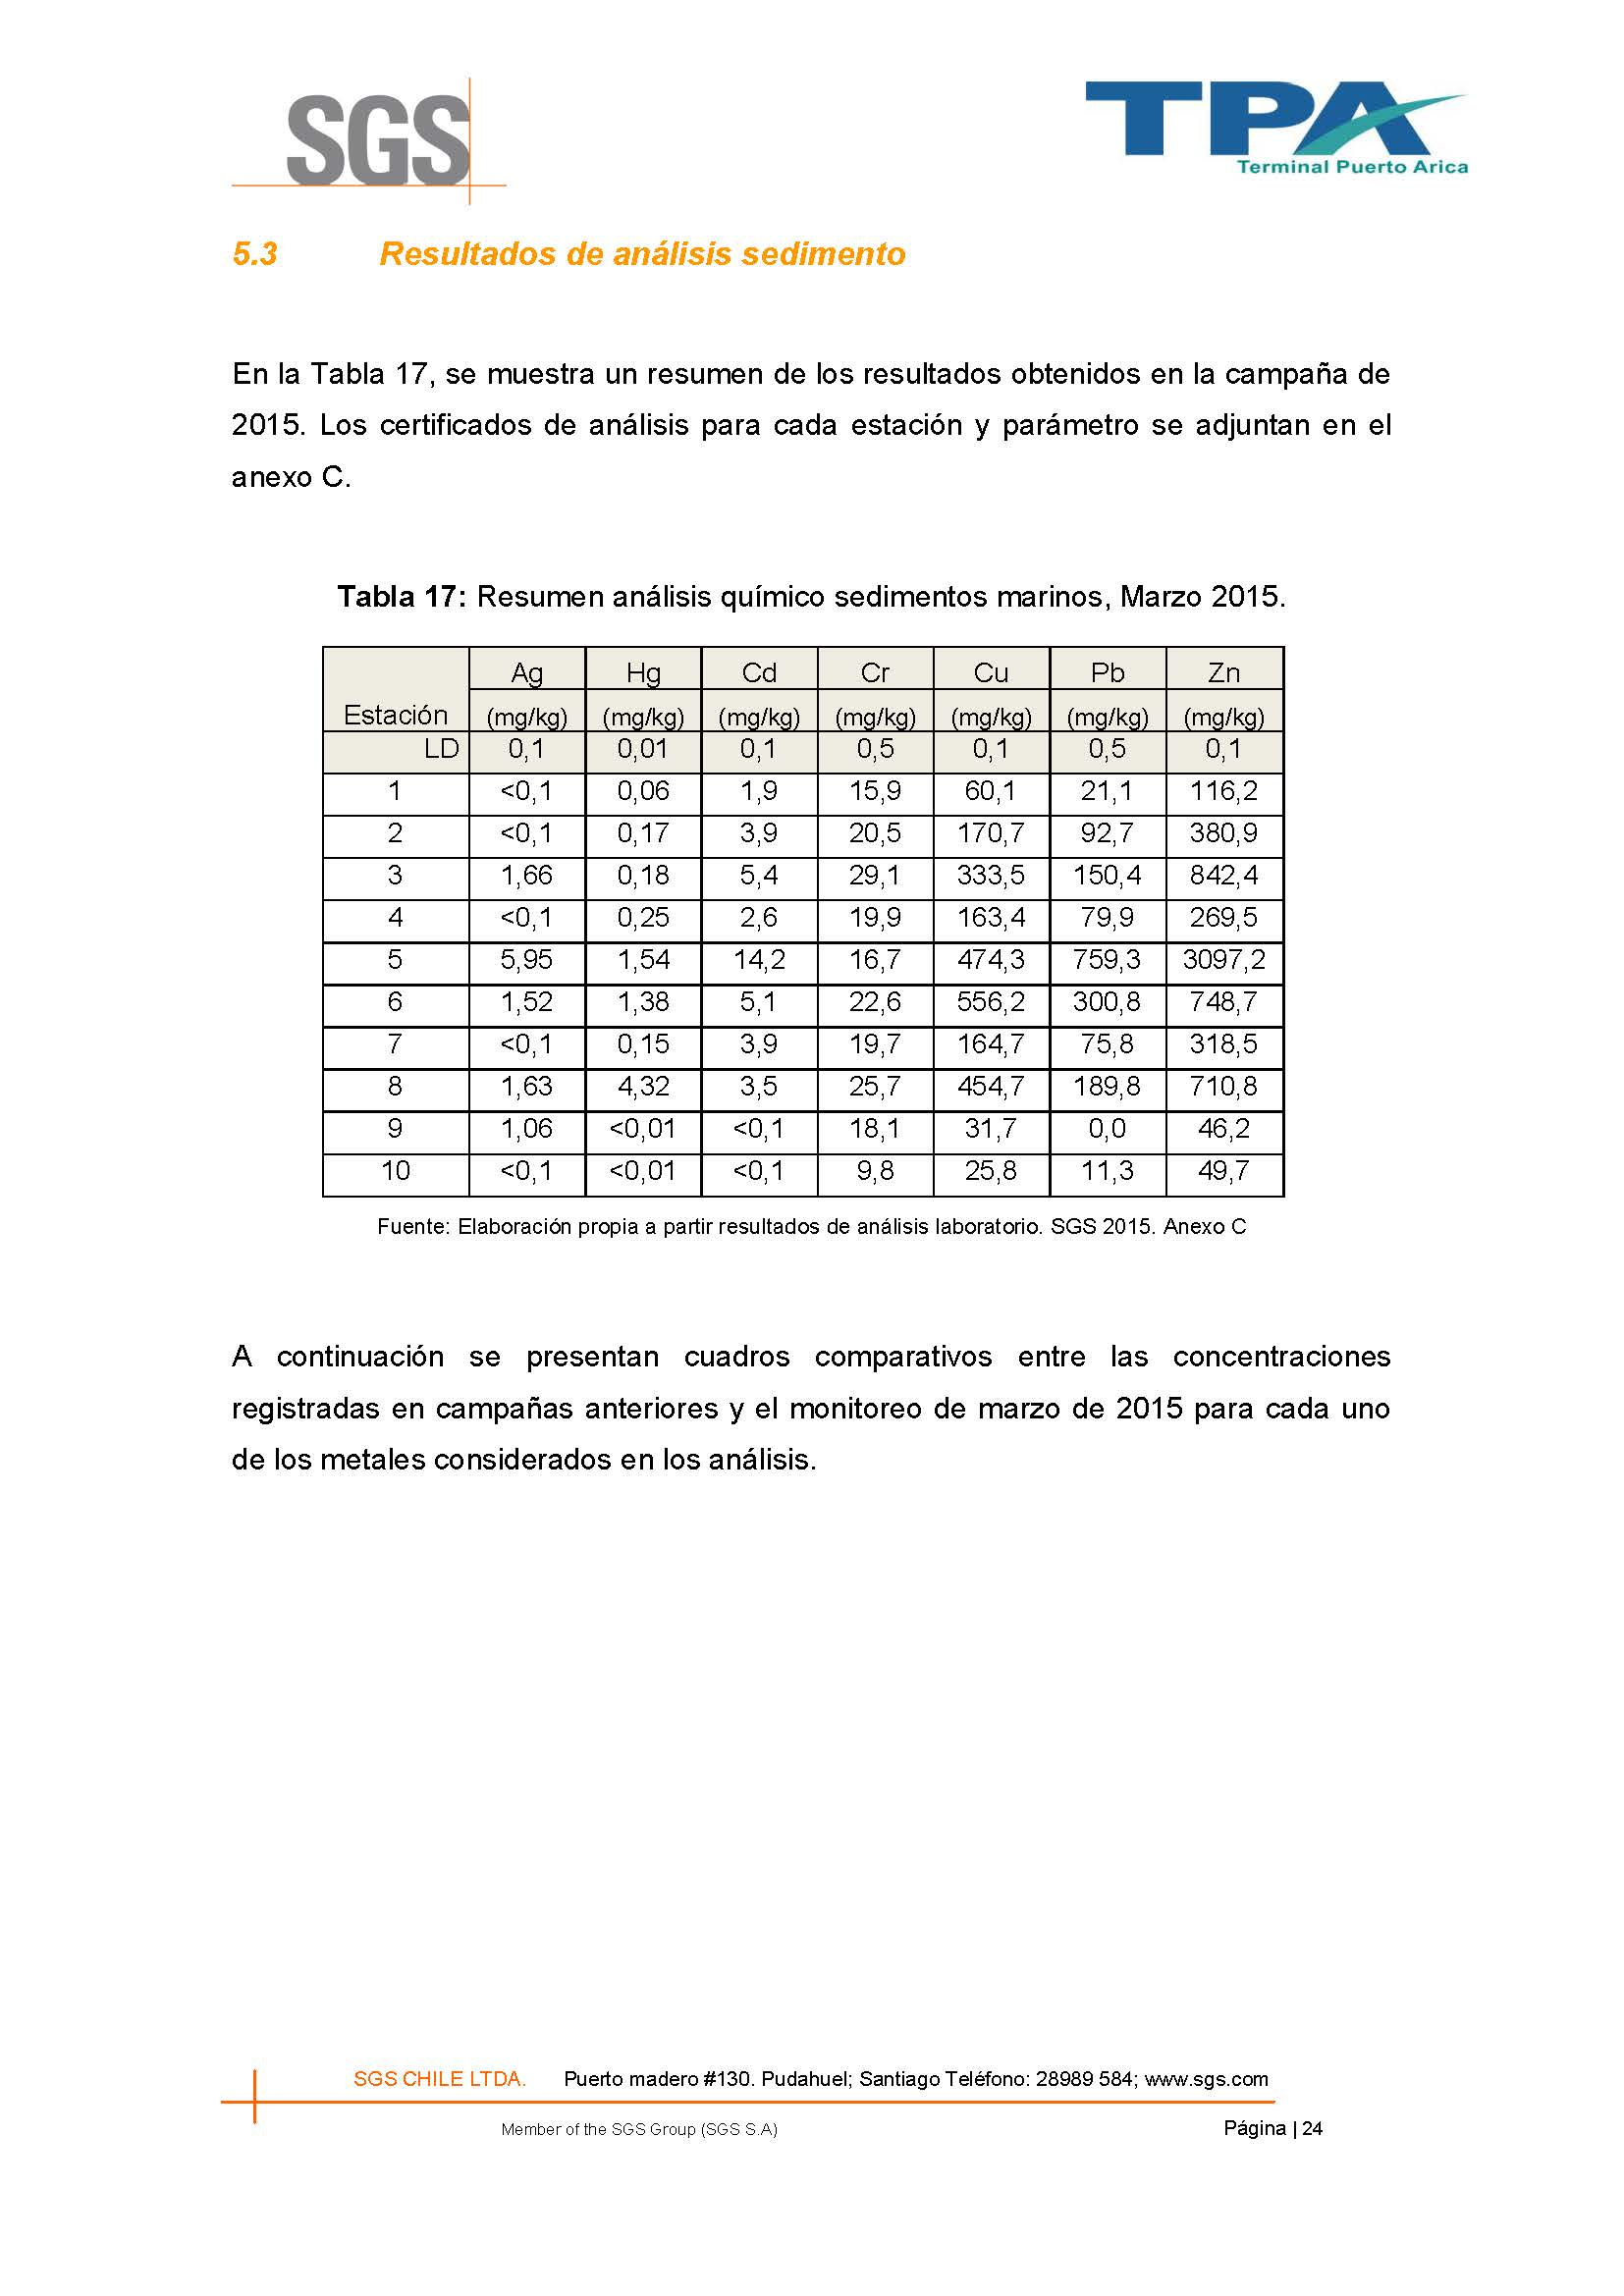 SGS
TPA
Terminal Puerto Arica
5.3 Resultados de análisis sedimento
En la Tabla 17, se muestra un resumen de los resultados obtenidos en la campaña de
2015. Los certificados de análisis para cada estación y parámetro se adjuntan en el
anexo C.
Tabla 17: Resumen análisis químico sedimentos marinos, Marzo 2015.
Ag Hg Cd Cr Cu Pb Zn
Estación (mg/kg) (mg/kg) (mg/kg) (mg/kg) (mg/kg) (mg/kg) (mg/kg)
LD 0,1 0,01 0,1 0,5 0,1 0,5 0,1
1 <0,1 0,06 1,9 15,9 60,1 21,1 116,2
2 <0,1 0,17 3,9 20,5 170,7 92,7 380,9
3 1,66 0,18 5,4 29,1 333,5 150,4 842,4
4 <0,1 0,25 2,6 19,9 163,4 79,9 269,5
5 5,95 1,54 14,2 16,7 474,3 759,3 3097,2
6 1,52 1,38 5,1 22,6 556,2 300,8 748,7
7 <0,1 0,15 3,9 19,7 164,7 75,8 318,5
8 1,63 4,32 3,5 25,7 454,7 189,8 710,8
9 1,06 <0,01 <0,1 18,1 31,7 0,0 46,2
10 <0,1 <0,01 <0,1 9,8 25,8 11,3 49,7
Fuente: Elaboración propia a partir resultados de análisis laboratorio. SGS 2015. Anexo C
A continuación se presentan cuadros comparativos entre las concentraciones
registradas en campañas anteriores y el monitoreo de marzo de 2015 para cada uno
de los metales considerados en los análisis.
SGS CHILE LTDA. Puerto madero #130. Pudahuel; Santiago Teléfono: 28989 584; www.sgs.com
Member of the SGS Group (SGS S.A) Página | 24